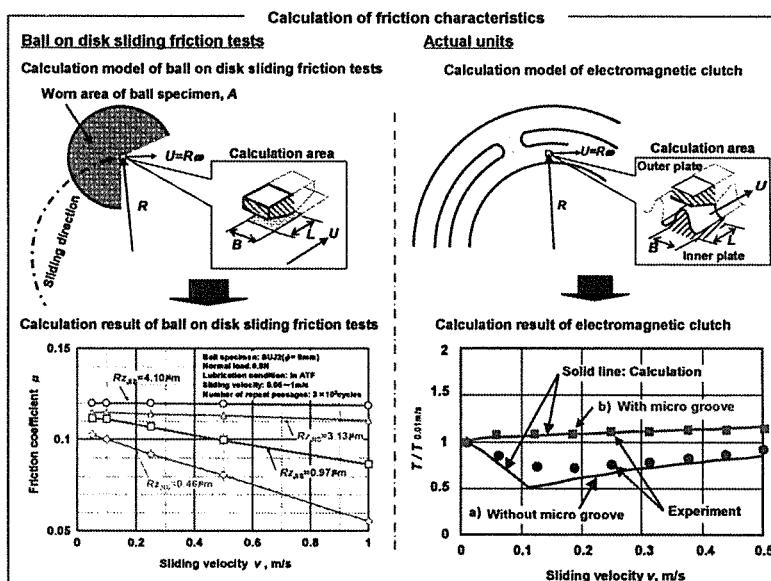 Calculation of friction characteristics
Ball on disk sliding friction tests
Calculation model of ball on disk sliding friction tests
Worn area of ball specimen, A
U=Rω
Calculation area
R
Sliding direction
B
L
U
Calculation result of ball on disk sliding friction tests
0.15
0.1
0.05
Friction coefficient μ
Ball specimen: SUJ2(ϕ= 8mm)
Normal load:0.8N
Lubrication condition: in ATF
Sliding velocity: 0.05～1m/s
Number of repeat passages: 3×10³cycles
=4.10μm
=3.13μm
=0.97μm
=0.46μm
0 0.2 0.4 0.6 0.8 1
Sliding velocity v, m/s
Actual units
Calculation model of electromagnetic clutch
U=Rω
Calculation area
Outer plate
R
U
B
L
Inner plate
Calculation result of electromagnetic clutch
2
1.5
1
0.5
0
T / T 0.01m/s
Solid line: Calculation
b) With micro groove
a) Without micro groove
Experiment
0 0.1 0.2 0.3 0.4 0.5
Sliding velocity v, m/s